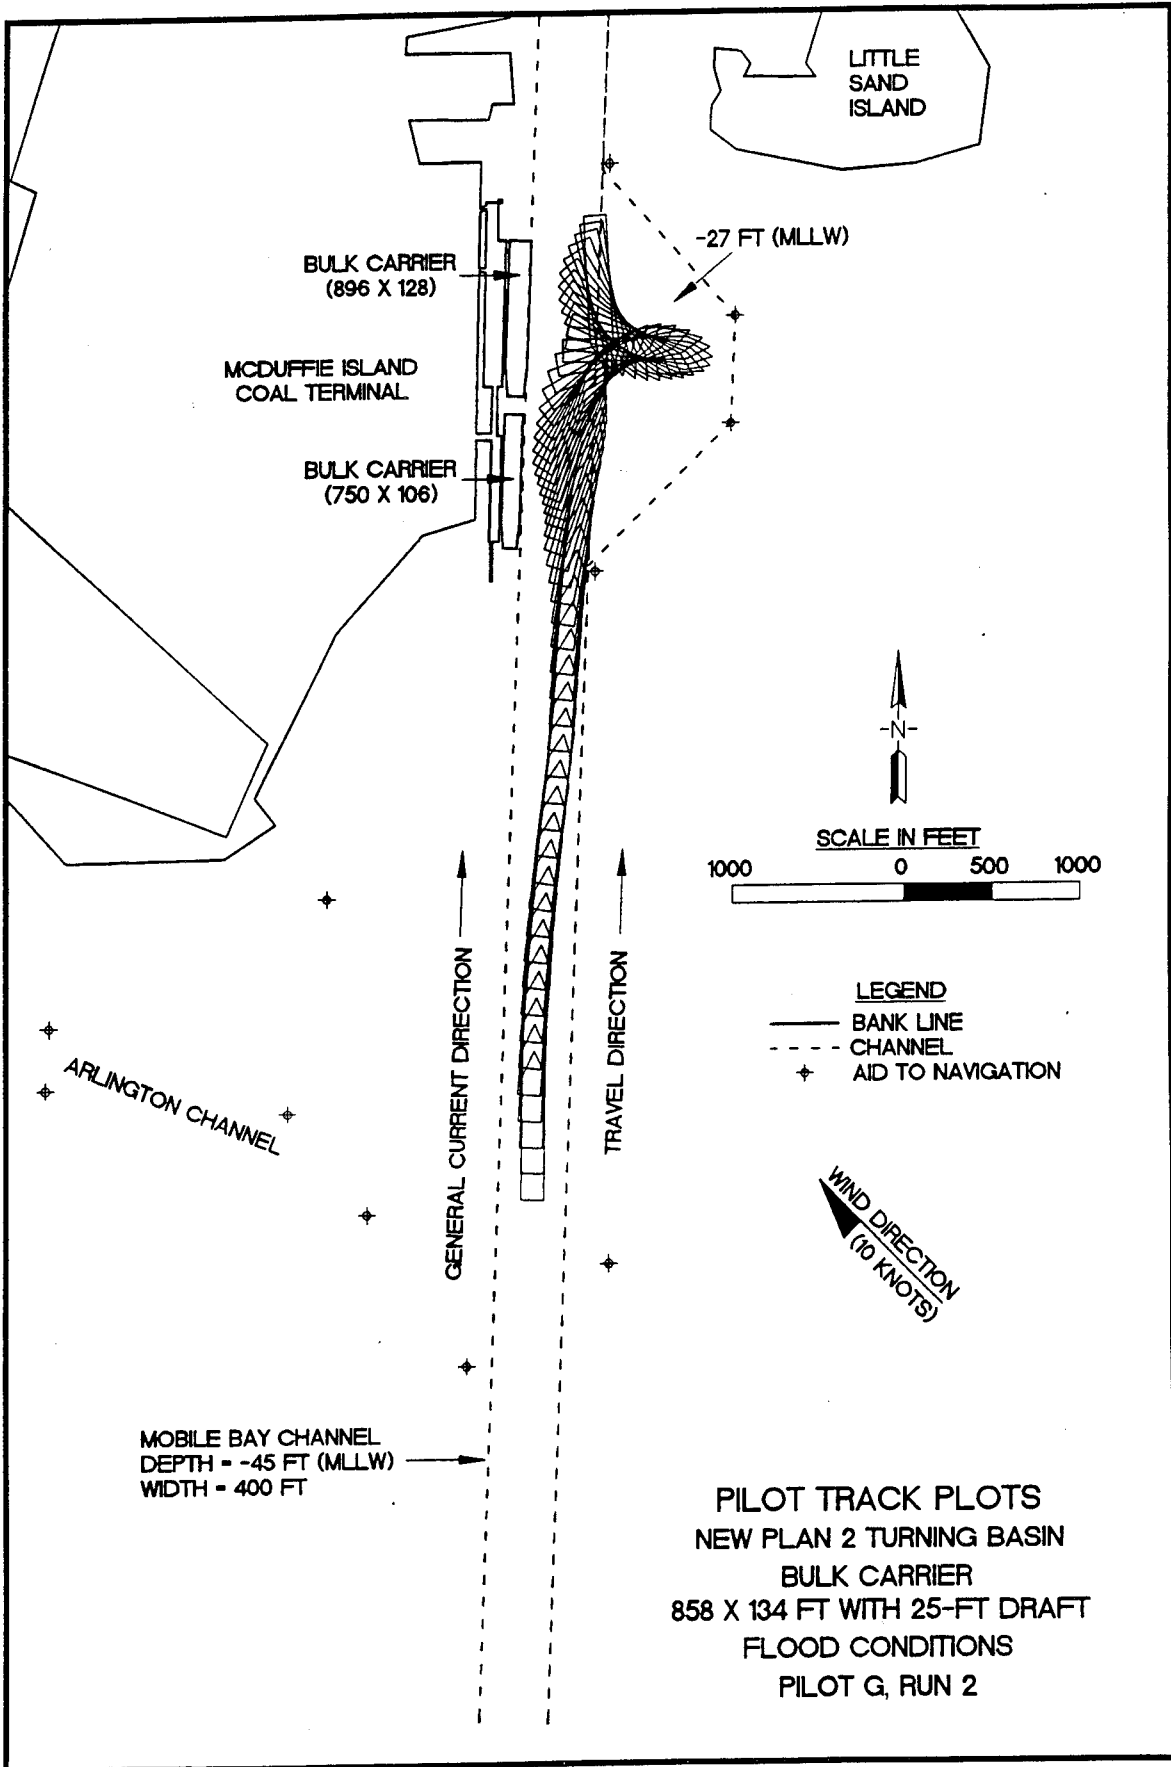 LITTLE
SAND
ISLAND
-27 FT (MLLW)
BULK CARRIER
(896 X 128)
MCDUFFIE ISLAND
COAL TERMINAL
BULK CARRIER
(750 X 106)
-N-
SCALE IN FEET
1000 0 500 1000
GENERAL CURRENT DIRECTION
TRAVEL DIRECTION
LEGEND
BANK LINE
CHANNEL
AID TO NAVIGATION
ARLINGTON CHANNEL
WIND DIRECTION
(10 KNOTS)
MOBILE BAY CHANNEL
DEPTH = -45 FT (MLLW)
WIDTH = 400 FT
PILOT TRACK PLOTS
NEW PLAN 2 TURNING BASIN
BULK CARRIER
858 X 134 FT WITH 25-FT DRAFT
FLOOD CONDITIONS
PILOT G, RUN 2